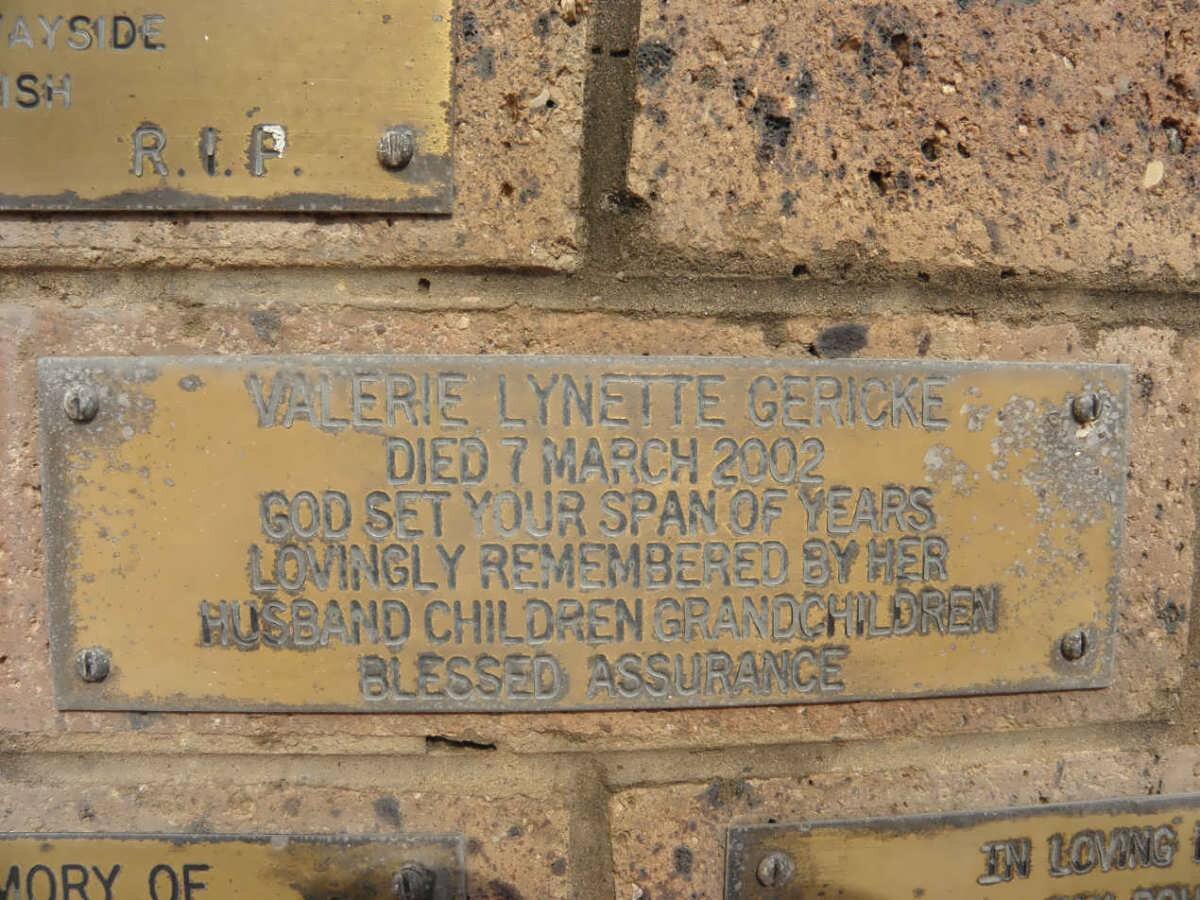 AYSIDE
ISH
R.I.P.
VALERIE LYNETTE GERICKE
DIED 7 MARCH 2002
GOD SET YOUR SPAN OF YEARS
LOVINGLY REMEMBERED BY HER
HUSBAND CHILDREN GRANDCHILDREN
BLESSED ASSURANCE
MORY OF
IN LOVING